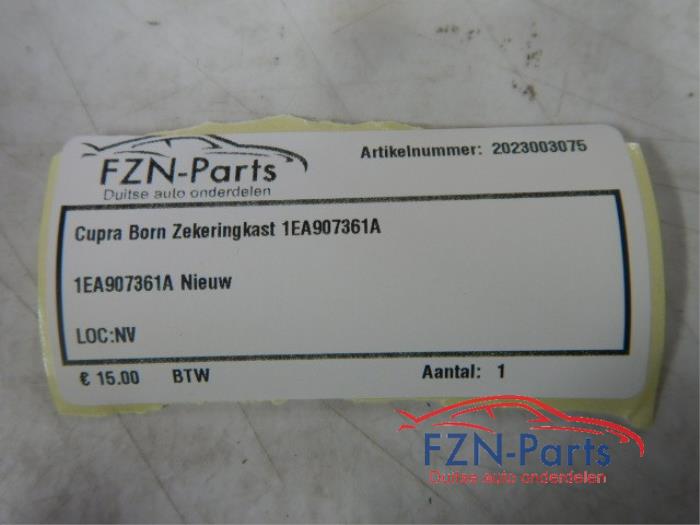 FZN-Parts
Duitse auto onderdelen
Artikelnummer: 2023003075
Cupra Born Zekeringkast 1EA907361A
1EA907361A Nieuw
LOC:NV
€ 15.00 BTW Aantal: 1
FZN-Parts
Duitse auto onderdelen